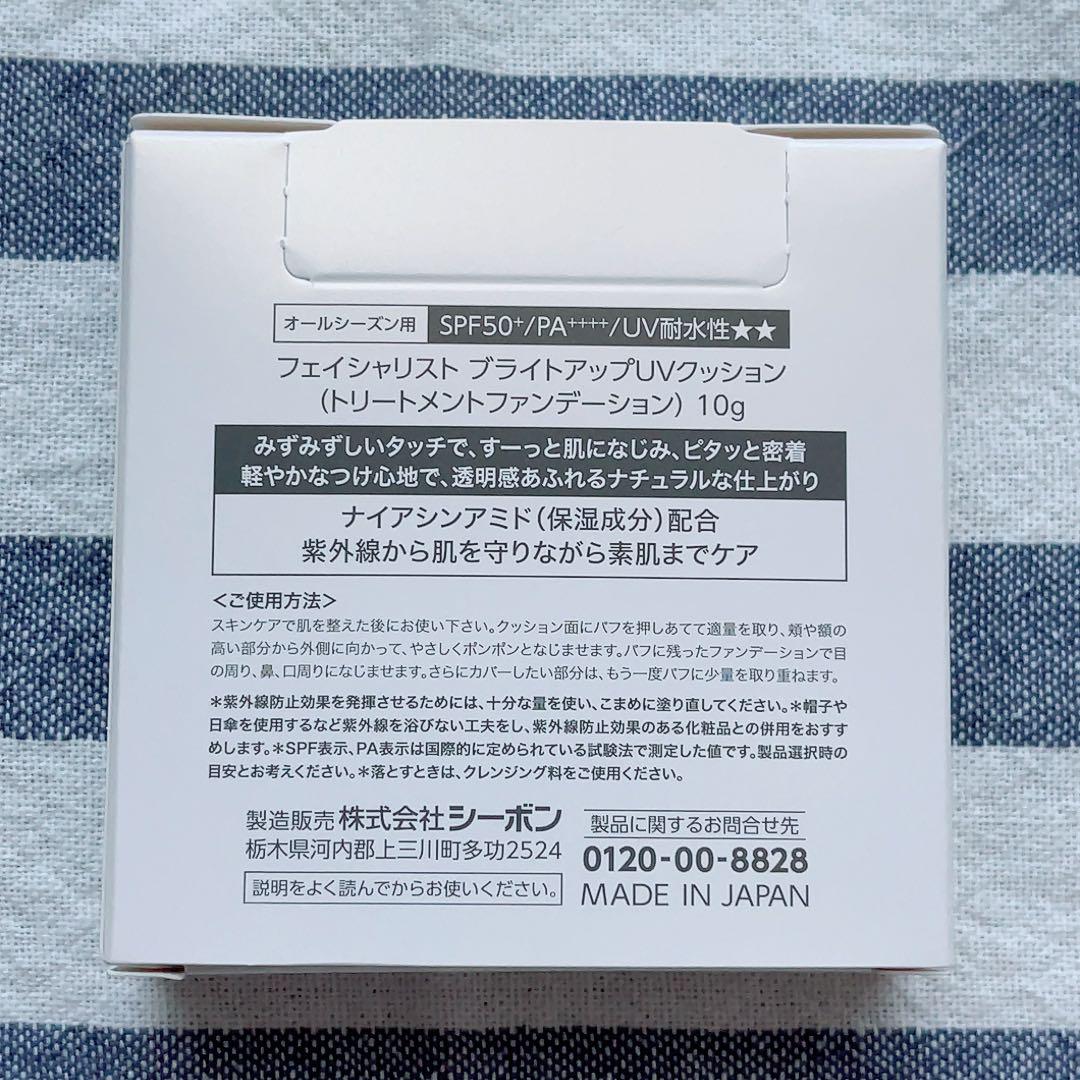 オールシーズン用 SPF50+/PA++++/UV耐水性★★
フェイシャリスト ブライトアップUVクッション
（トリートメントファンデーション）10g
みずみずしいタッチで、すーっと肌になじみ、ピタッと密着
軽やかなつけ心地で、透明感あふれるナチュラルな仕上がり
ナイアシンアミド（保湿成分）配合
紫外線から肌を守りながら素肌までケア
＜ご使用方法＞
スキンケアで肌を整えた後にお使い下さい。クッション面にパフを押しあてて適量を取り、頬や額の
高い部分から外側に向かって、やさしくポンポンとなじませます。パフに残ったファンデーションで目
の周り、鼻、口周りになじませます。さらにカバーしたい部分は、もう一度パフに少量を取り重ねます。
＊紫外線防止効果を発揮させるためには、十分な量を使い、こまめに塗り直してください。＊帽子や
日傘を使用するなど紫外線を浴びない工夫をし、紫外線防止効果のある化粧品との併用をおすす
めします。＊SPF表示、PA表示は国際的に定められている試験法で測定した値です。製品選択時の
目安とお考えください。＊落とすときは、クレンジング料をご使用ください。
製造販売 株式会社シーボン
栃木県河内郡上三川町多功2524
説明をよく読んでからお使いください。
製品に関するお問合せ先
0120-00-8828
MADE IN JAPAN